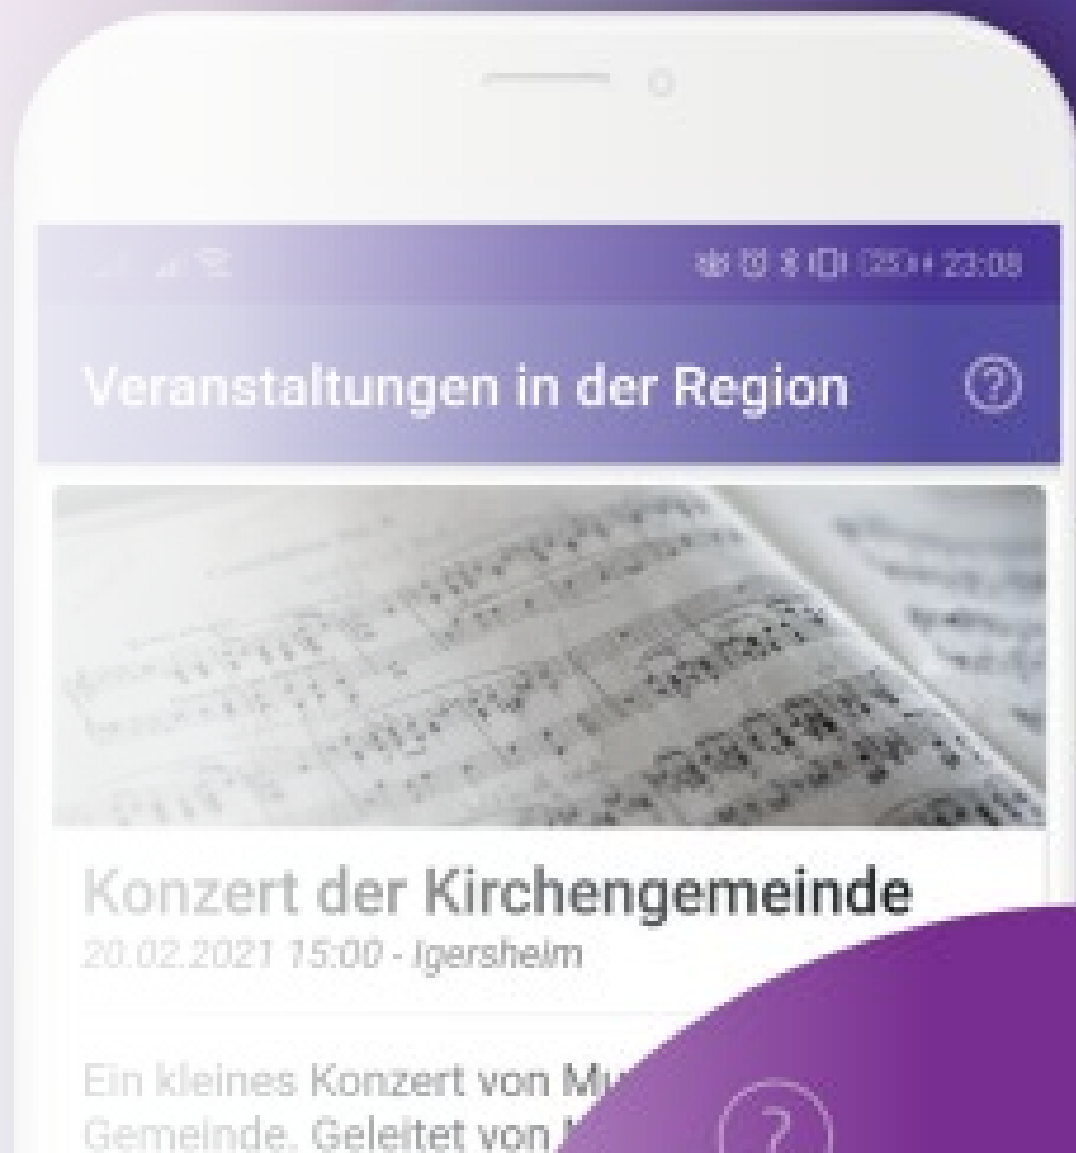 23:08
Veranstaltungen in der Region
?
Konzert der Kirchengemeinde
20.02.2021 15:00 - Igersheim
Ein kleines Konzert von
Gemeinde. Geleitet von
?